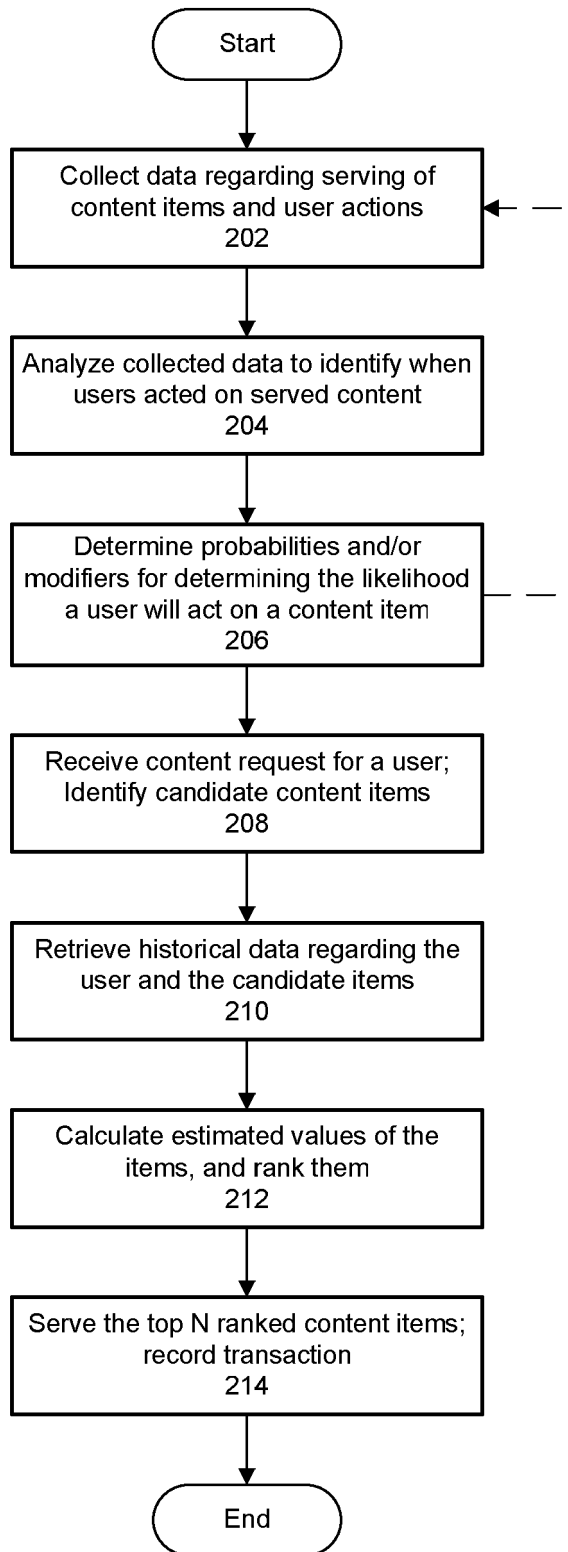 Start
Collect data regarding serving of
content items and user actions
202
Analyze collected data to identify when
users acted on served content
204
Determine probabilities and/or
modifiers for determining the likelihood
a user will act on a content item
206
Receive content request for a user;
Identify candidate content items
208
Retrieve historical data regarding the
user and the candidate items
210
Calculate estimated values of the
items, and rank them
212
Serve the top N ranked content items;
record transaction
214
End